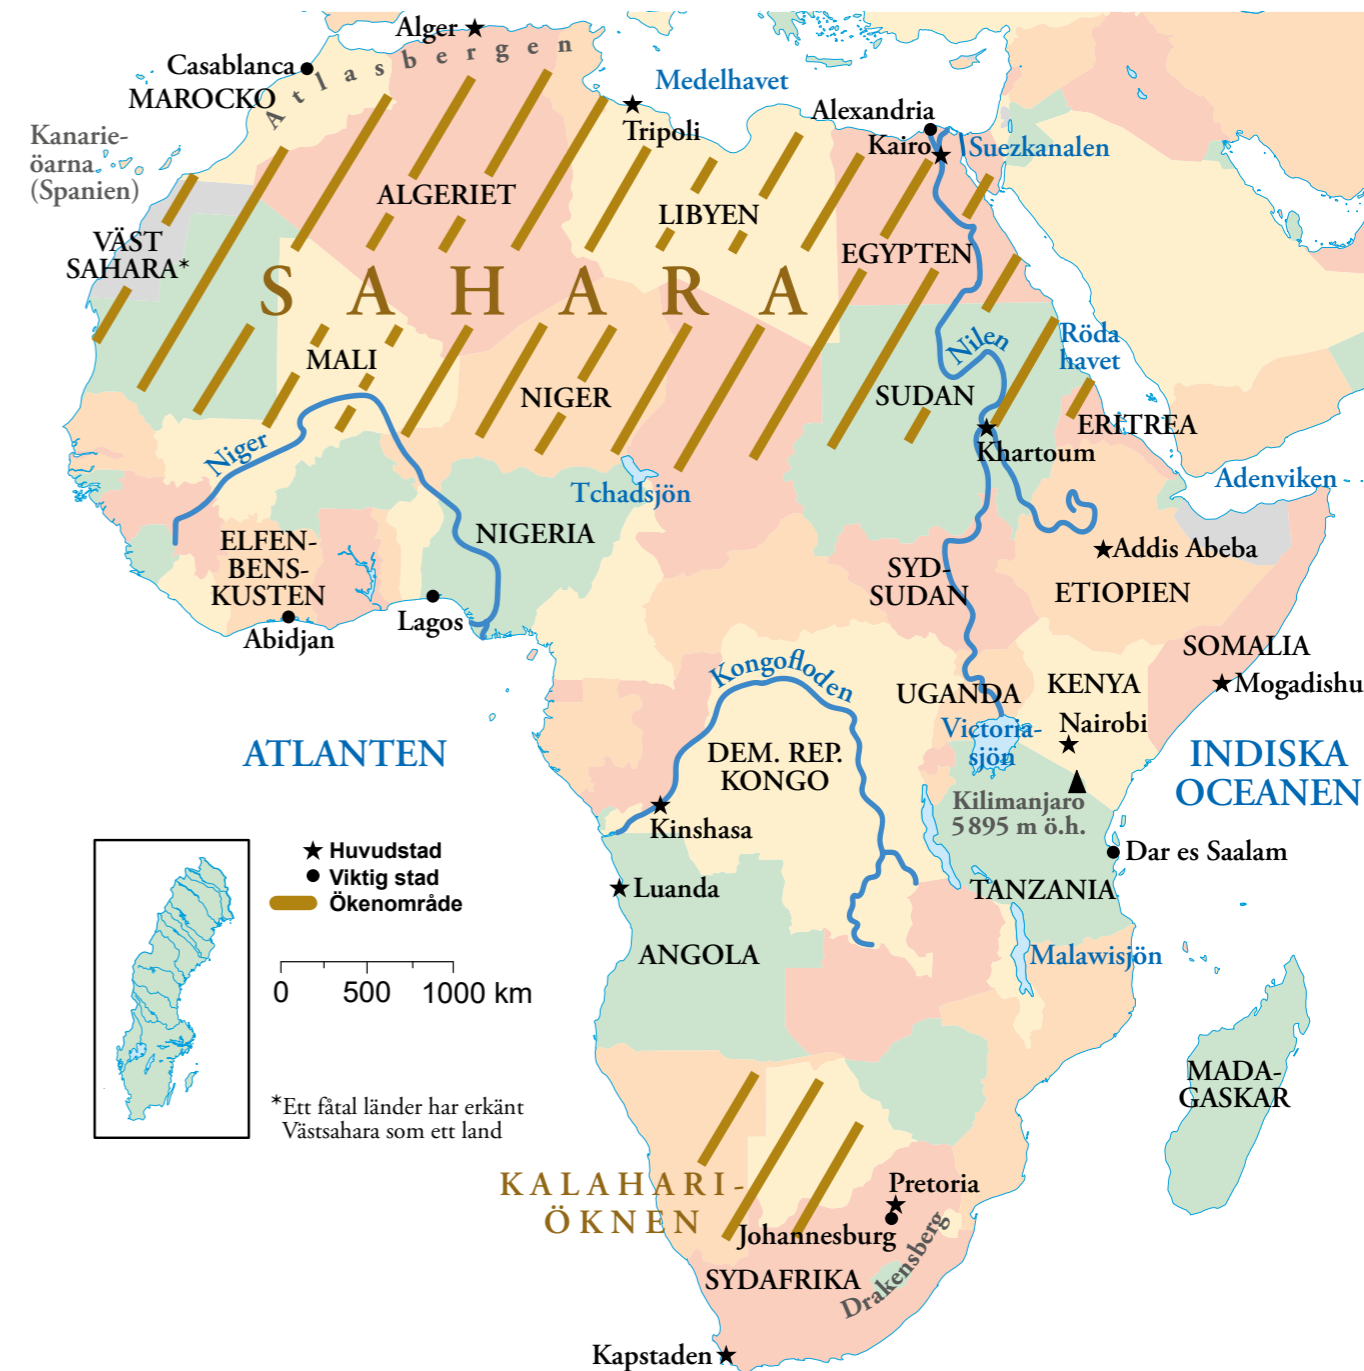 Alger
Atlasbergen
Casablanca
MAROCKO
Medelhavet
Tripoli
Alexandria
Kairo
Suezkanalen
Kanarie-
öarna
(Spanien)
ALGERIET
LIBYEN
VÄST
SAHARA*
EGYPTEN
SAHARA
MALI
NIGER
Nilen
Röda
havet
SUDAN
ERITREA
Khartoum
Niger
Tchadsjön
Adenviken
NIGERIA
ELFEN-
BENS-
KUSTEN
Addis Abeba
SYD-
SUDAN
ETIOPIEN
Lagos
Abidjan
SOMALIA
Kongofloden
UGANDA
KENYA
Mogadishu
Nairobi
Victoria-
sjön
ATLANTEN
DEM. REP.
KONGO
INDISKA
OCEANEN
Kilimanjaro
5 895 m ö.h.
Kinshasa
Dar es Saalam
Huvudstad
Viktig stad
Ökenområde
Luanda
TANZANIA
ANGOLA
Malawisjön
0 500 1000 km
MADA-
GASKAR
*Ett fåtal länder har erkänt
Västsahara som ett land
KALAHARI-
ÖKNEN
Pretoria
Johannesburg
Drakensberg
SYDAFRIKA
Kapstaden